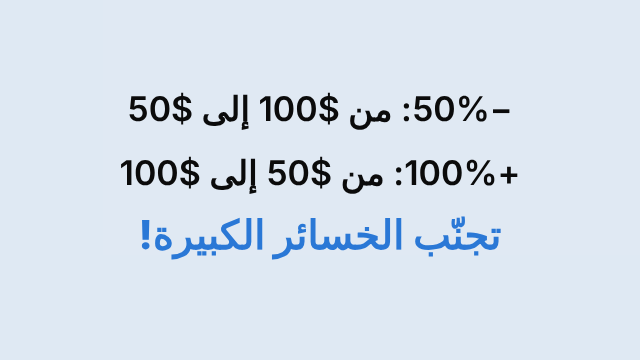 ‎−50%: من 100$ إلى 50$
+100%: من 50$ إلى 100$
تجنّب الخسائر الكبيرة!